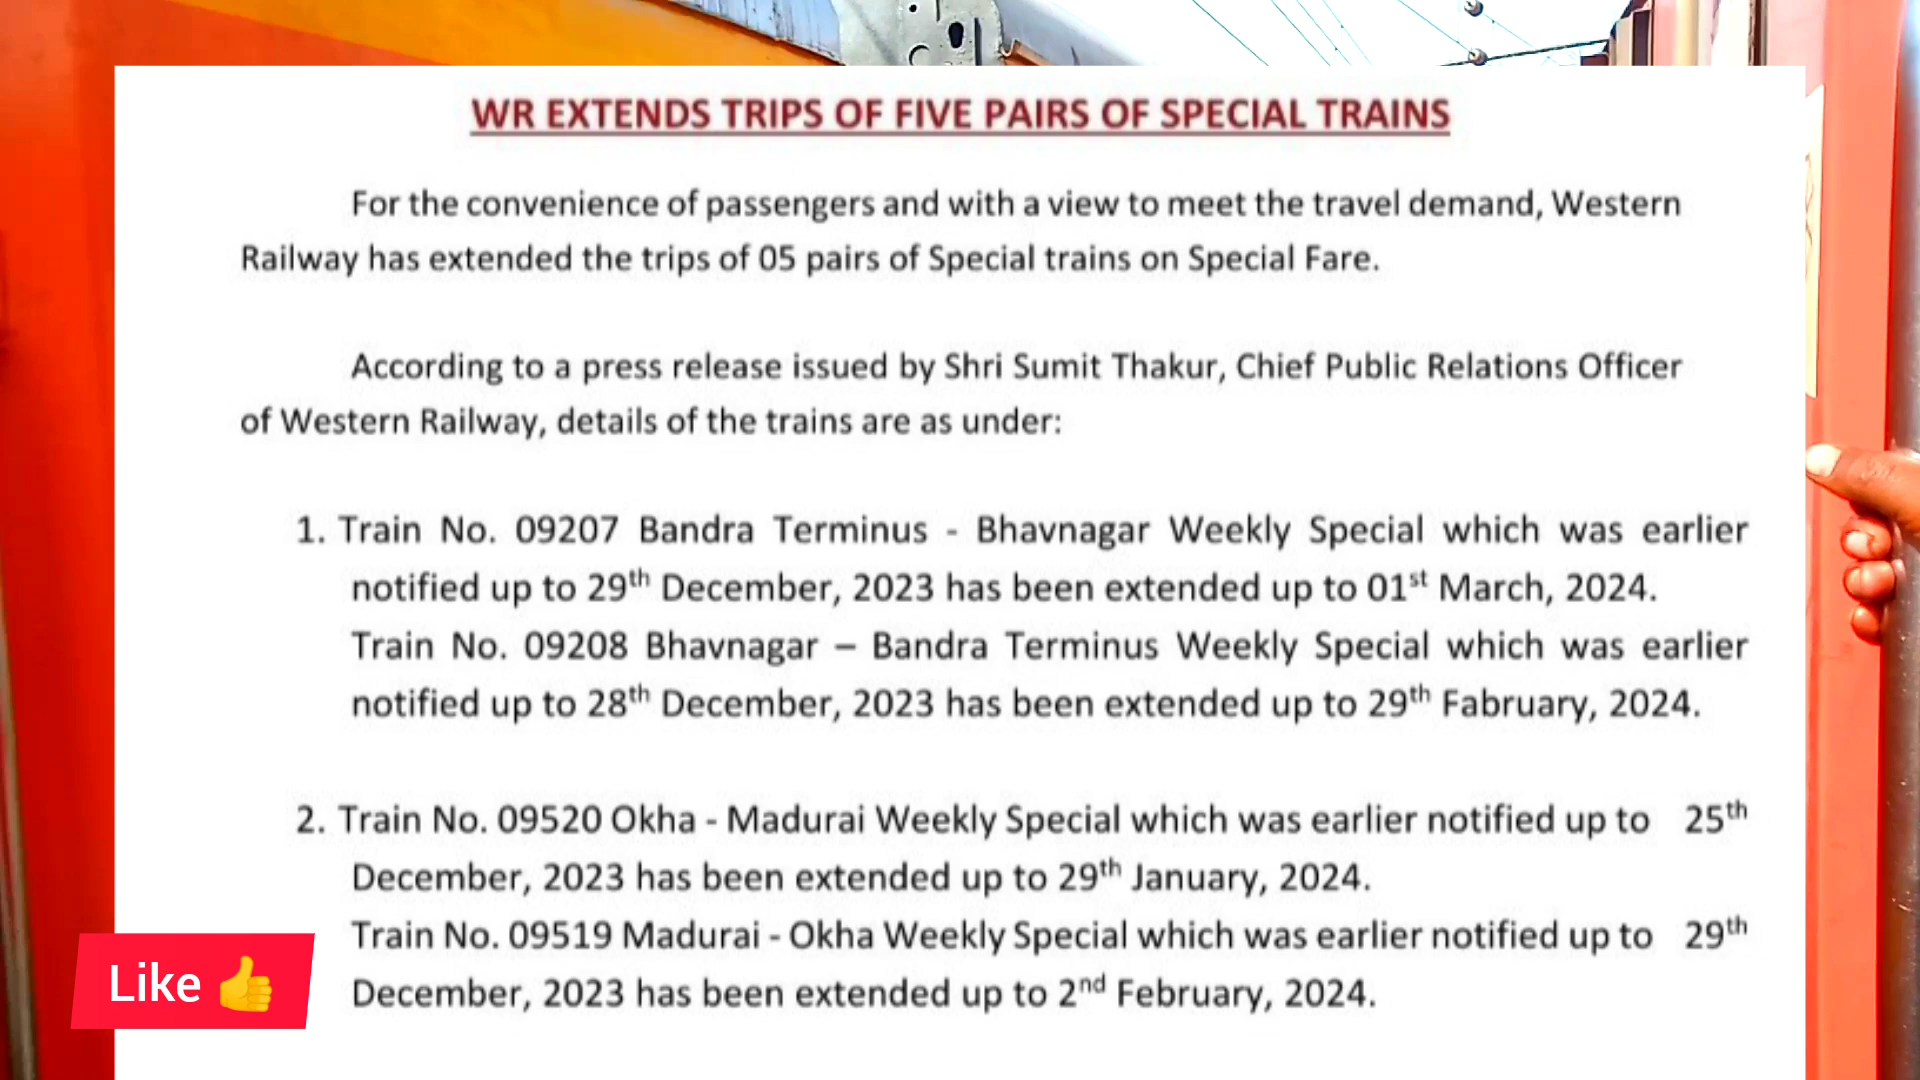 WR EXTENDS TRIPS OF FIVE PAIRS OF SPECIAL TRAINS
For the convenience of passengers and with a view to meet the travel demand, Western
Railway has extended the trips of 05 pairs of Special trains on Special Fare.
According to a press release issued by Shri Sumit Thakur, Chief Public Relations Officer
of Western Railway, details of the trains are as under:
1. Train No. 09207 Bandra Terminus - Bhavnagar Weekly Special which was earlier
notified up to 29th December, 2023 has been extended up to 01st March, 2024.
Train No. 09208 Bhavnagar – Bandra Terminus Weekly Special which was earlier
notified up to 28th December, 2023 has been extended up to 29th Fabruary, 2024.
2. Train No. 09520 Okha - Madurai Weekly Special which was earlier notified up to 25th
December, 2023 has been extended up to 29th January, 2024.
Train No. 09519 Madurai - Okha Weekly Special which was earlier notified up to 29th
December, 2023 has been extended up to 2nd February, 2024.
Like 👍